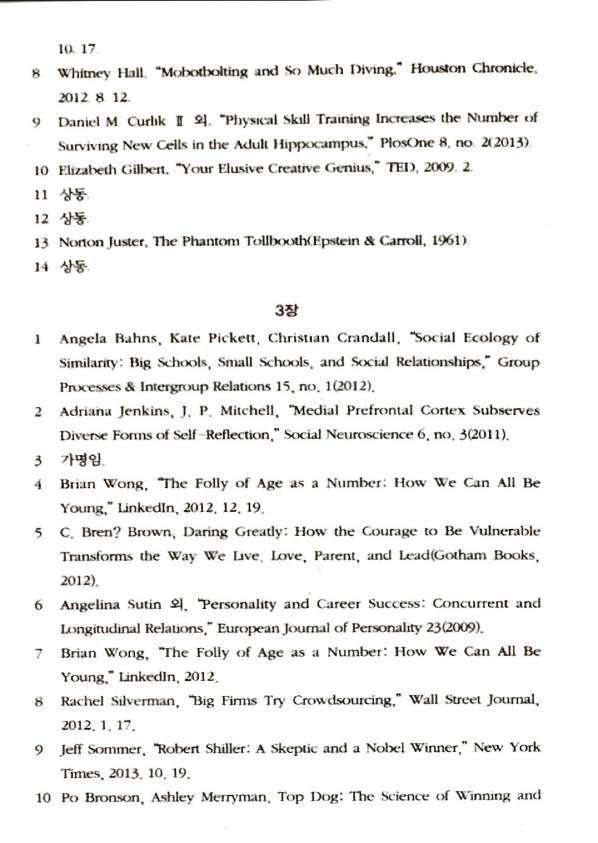 10. 17.
8 Whitney Hall, “Mobotbolting and So Much Diving,” Houston Chronicle,
2012. 8. 12.
9 Daniel M. Curlik Ⅱ 외, “Physical Skill Training Increases the Number of
Surviving New Cells in the Adult Hippocampus,” PlosOne 8, no. 2(2013).
10 Elizabeth Gilbert, “Your Elusive Creative Genius,” TED, 2009. 2.
11 상동.
12 상동.
13 Norton Juster, The Phantom Tollbooth(Epstein & Carroll, 1961).
14 상동.
3장
1 Angela Bahns, Kate Pickett, Christian Crandall, “Social Ecology of
Similarity: Big Schools, Small Schools, and Social Relationships,” Group
Processes & Intergroup Relations 15, no. 1(2012).
2 Adriana Jenkins, J. P. Mitchell, “Medial Prefrontal Cortex Subserves
Diverse Forms of Self-Reflection,” Social Neuroscience 6, no. 3(2011).
3 가명임.
4 Brian Wong, “The Folly of Age as a Number: How We Can All Be
Young,” LinkedIn, 2012. 12. 19.
5 C. Bren? Brown, Daring Greatly: How the Courage to Be Vulnerable
Transforms the Way We Live, Love, Parent, and Lead(Gotham Books,
2012).
6 Angelina Sutin 외, “Personality and Career Success: Concurrent and
Longitudinal Relations,” European Journal of Personality 23(2009).
7 Brian Wong, “The Folly of Age as a Number: How We Can All Be
Young,” LinkedIn, 2012.
8 Rachel Silverman, “Big Firms Try Crowdsourcing,” Wall Street Journal,
2012. 1. 17.
9 Jeff Sommer, “Robert Shiller: A Skeptic and a Nobel Winner,” New York
Times, 2013. 10. 19.
10 Po Bronson, Ashley Merryman, Top Dog: The Science of Winning and